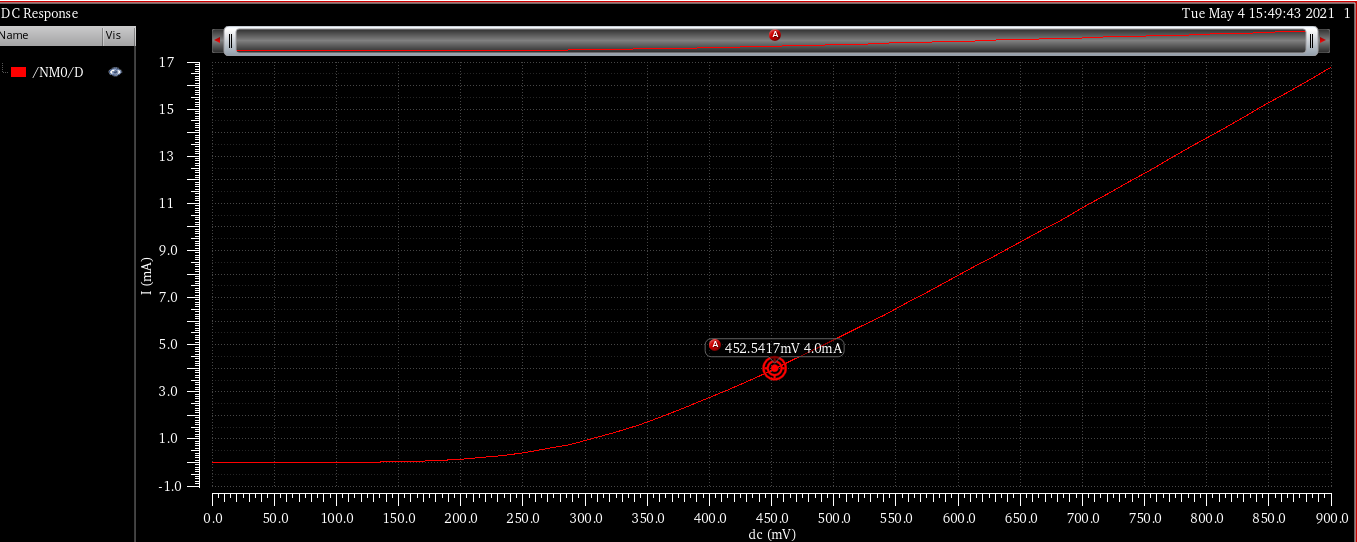 DC Response
Tue May 4 15:49:43 2021 1
Name Vis
/NM0/D
A
17
15
13
11
9.0
7.0
5.0
3.0
1.0
-1.0
I (mA)
A 452.5417mV 4.0mA
0.0 50.0 100.0 150.0 200.0 250.0 300.0 350.0 400.0 450.0 500.0 550.0 600.0 650.0 700.0 750.0 800.0 850.0 900.0
dc (mV)